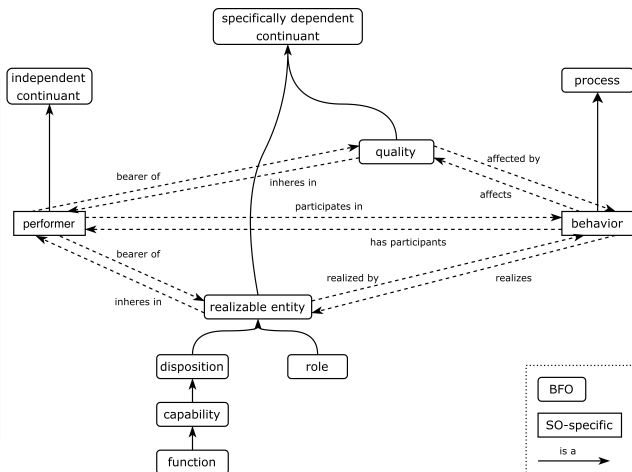 specifically dependent
continuant
independent
continuant
process
quality
bearer of
affected by
inheres in
affects
participates in
performer
behavior
has participants
bearer of
realized by
inheres in
realizes
realizable entity
disposition
role
capability
function
BFO
SO-specific
is a